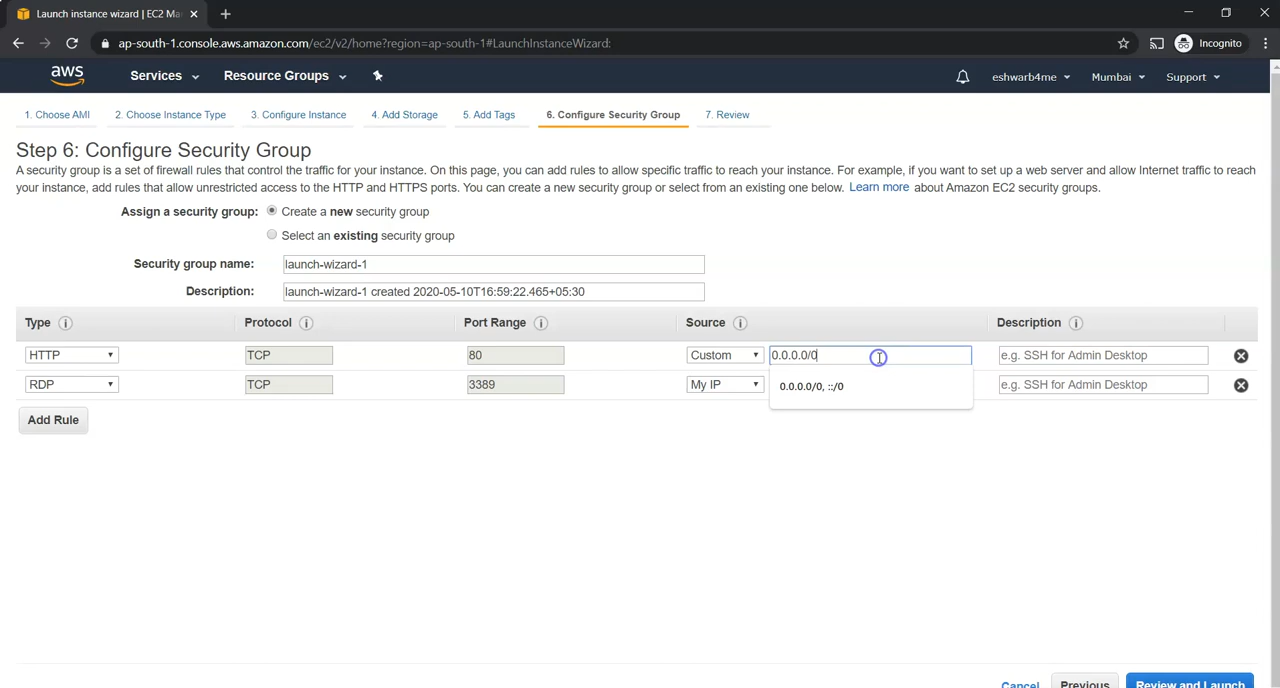 Launch instance wizard | EC2 Ma
ap-south-1.console.aws.amazon.com/ec2/v2/home?region=ap-south-1#LaunchInstanceWizard:
Incognito
aws Services Resource Groups eshwarb4me Mumbai Support
1. Choose AMI 2. Choose Instance Type 3. Configure Instance 4. Add Storage 5. Add Tags 6. Configure Security Group 7. Review
Step 6: Configure Security Group
A security group is a set of firewall rules that control the traffic for your instance. On this page, you can add rules to allow specific traffic to reach your instance. For example, if you want to set up a web server and allow Internet traffic to reach
your instance, add rules that allow unrestricted access to the HTTP and HTTPS ports. You can create a new security group or select from an existing one below. Learn more about Amazon EC2 security groups.
Assign a security group: Create a new security group
Select an existing security group
Security group name: launch-wizard-1
Description: launch-wizard-1 created 2020-05-10T16:59:22.465+05:30
Type i Protocol i Port Range i Source i Description i
HTTP TCP 80 Custom 0.0.0.0/0 e.g. SSH for Admin Desktop
RDP TCP 3389 My IP 0.0.0.0/0, ::/0 e.g. SSH for Admin Desktop
Add Rule
Cancel Previous Review and Launch